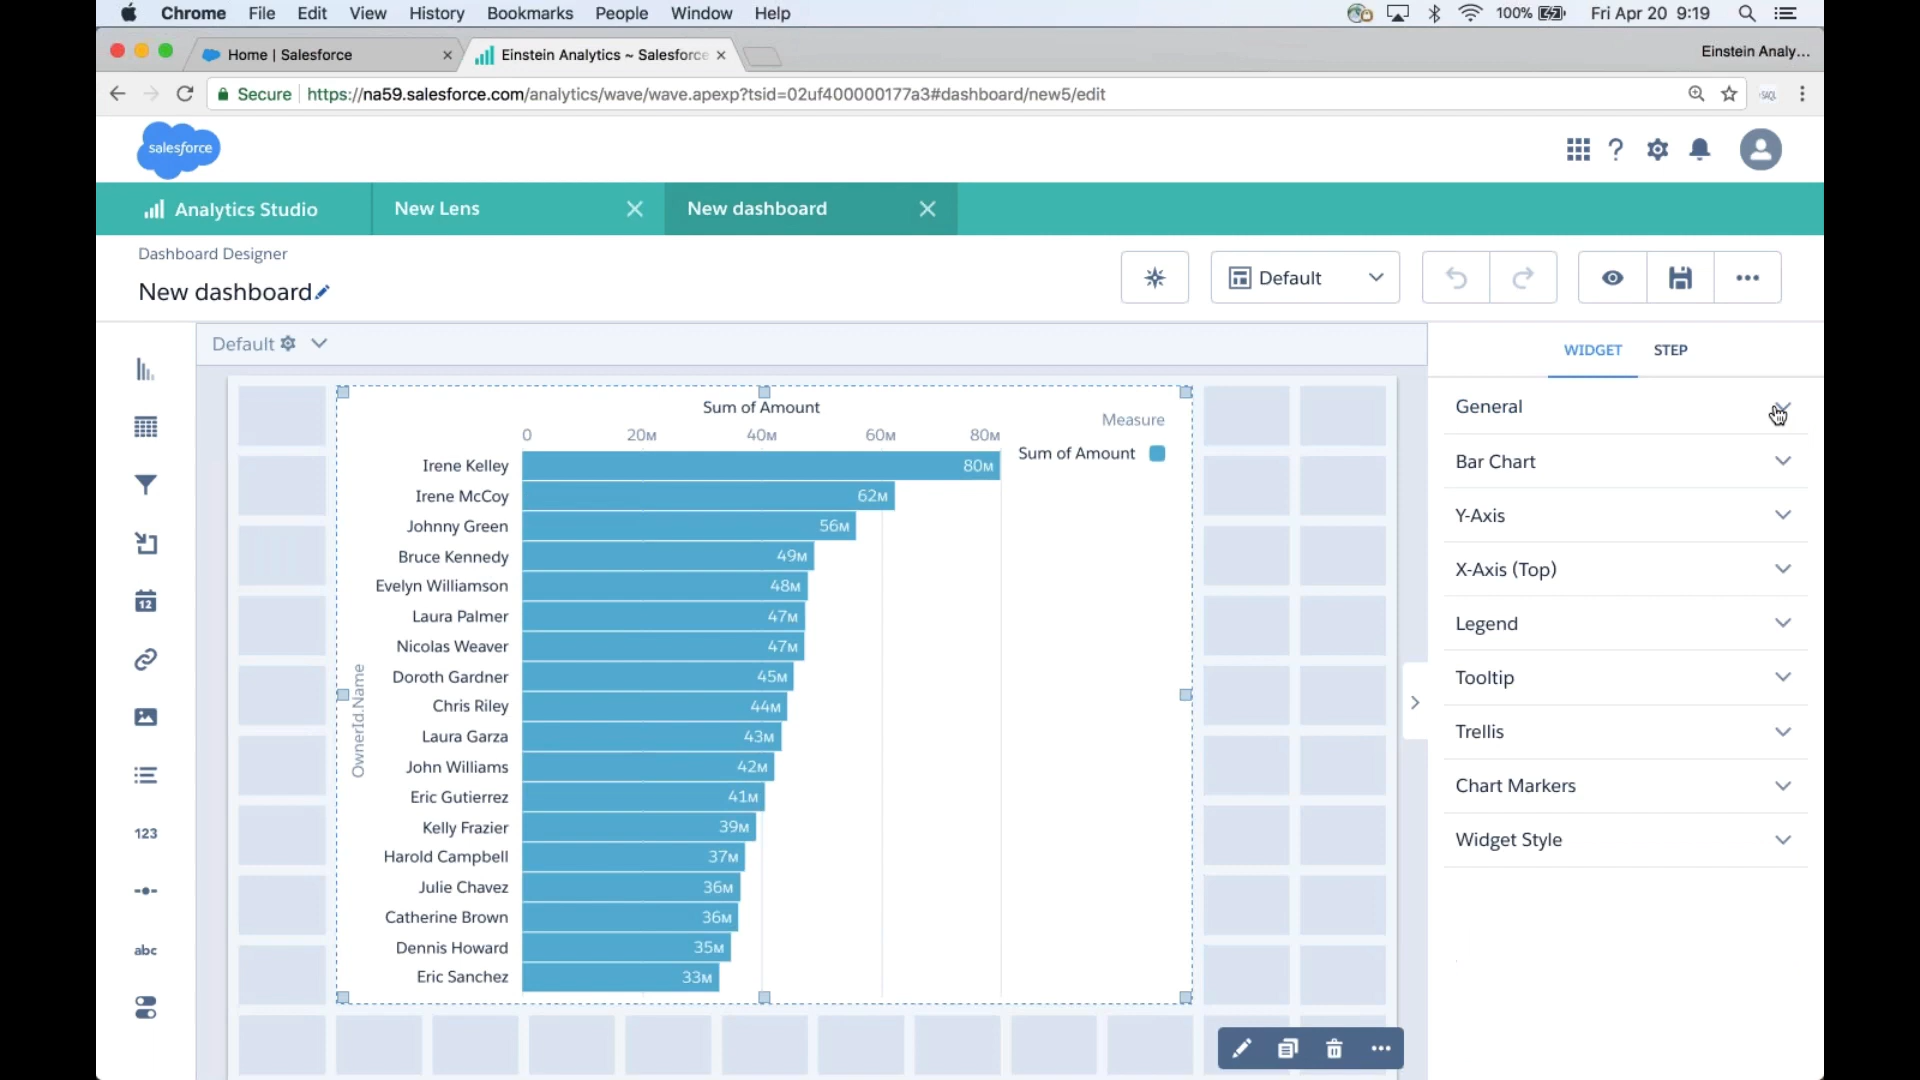 Chrome File Edit View History Bookmarks People Window Help 100% Fri Apr 20 9:19
Home | Salesforce Einstein Analytics ~ Salesforce Einstein Analy...
Secure https://na59.salesforce.com/analytics/wave/wave.apexp?tsid=02uf400000177a3#dashboard/new5/edit SAQL
salesforce ?
Analytics Studio New Lens New dashboard
Dashboard Designer
New dashboard Default
Default
WIDGET STEP
Sum of Amount
0 20M 40M 60M 80M
Measure
Sum of Amount
OwnerId.Name
Irene Kelley 80M
Irene McCoy 62M
Johnny Green 56M
Bruce Kennedy 49M
Evelyn Williamson 48M
Laura Palmer 47M
Nicolas Weaver 47M
Doroth Gardner 45M
Chris Riley 44M
Laura Garza 43M
John Williams 42M
Eric Gutierrez 41M
Kelly Frazier 39M
Harold Campbell 37M
Julie Chavez 36M
Catherine Brown 36M
Dennis Howard 35M
Eric Sanchez 33M
12
123
abc
General
Bar Chart
Y-Axis
X-Axis (Top)
Legend
Tooltip
Trellis
Chart Markers
Widget Style